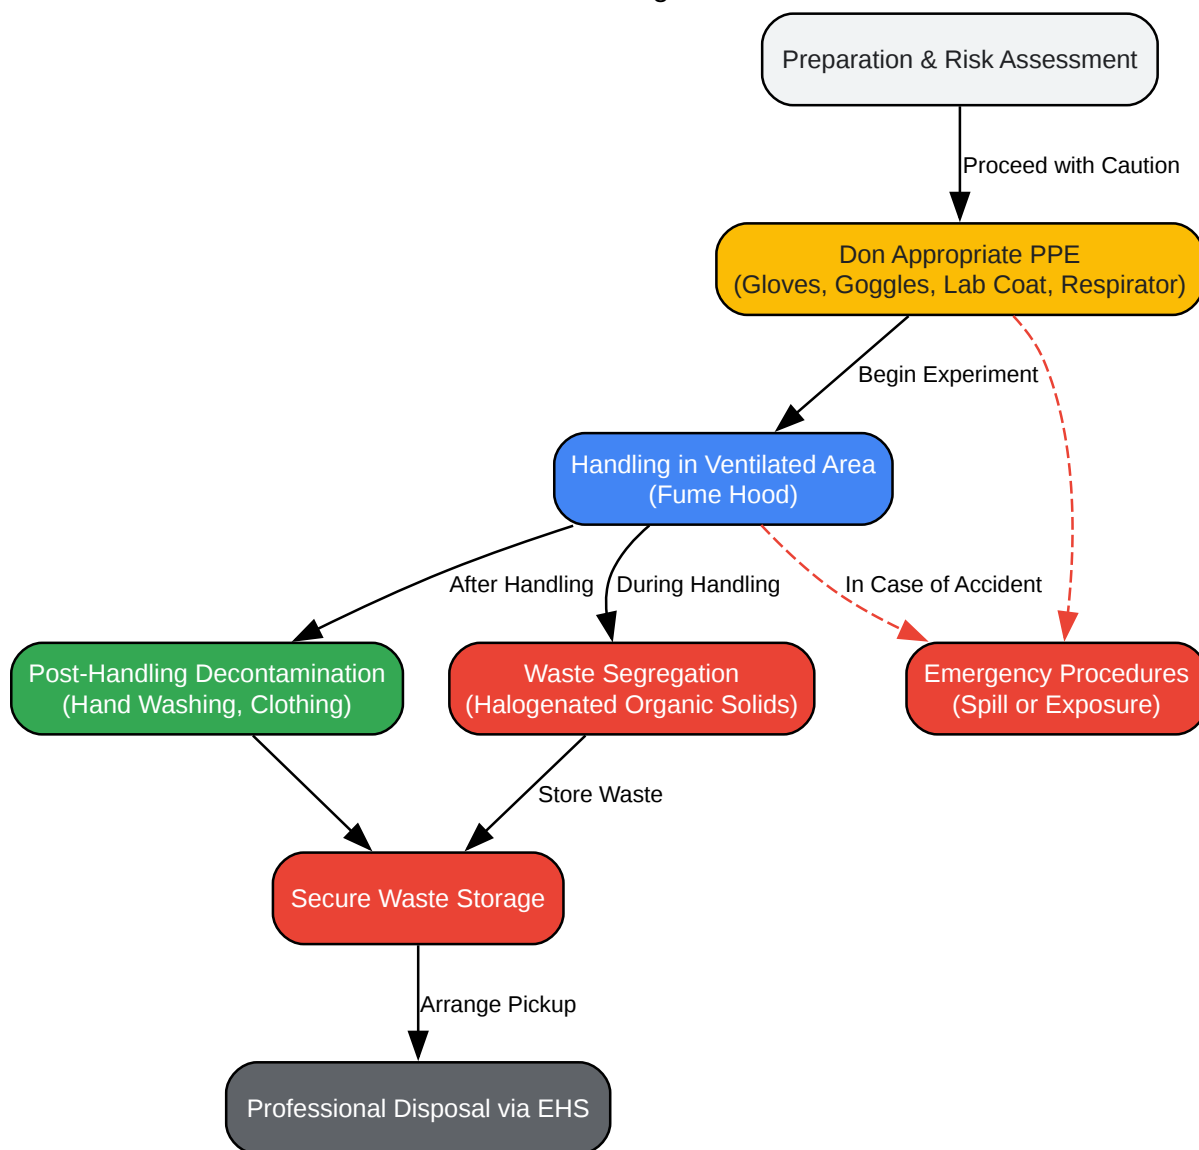 Preparation & Risk Assessment
Proceed with Caution
Don Appropriate PPE
(Gloves, Goggles, Lab Coat, Respirator)
Begin Experiment
Handling in Ventilated Area
(Fume Hood)
After Handling
During Handling
In Case of Accident
Post-Handling Decontamination
(Hand Washing, Clothing)
Waste Segregation
(Halogenated Organic Solids)
Emergency Procedures
(Spill or Exposure)
Store Waste
Secure Waste Storage
Arrange Pickup
Professional Disposal via EHS